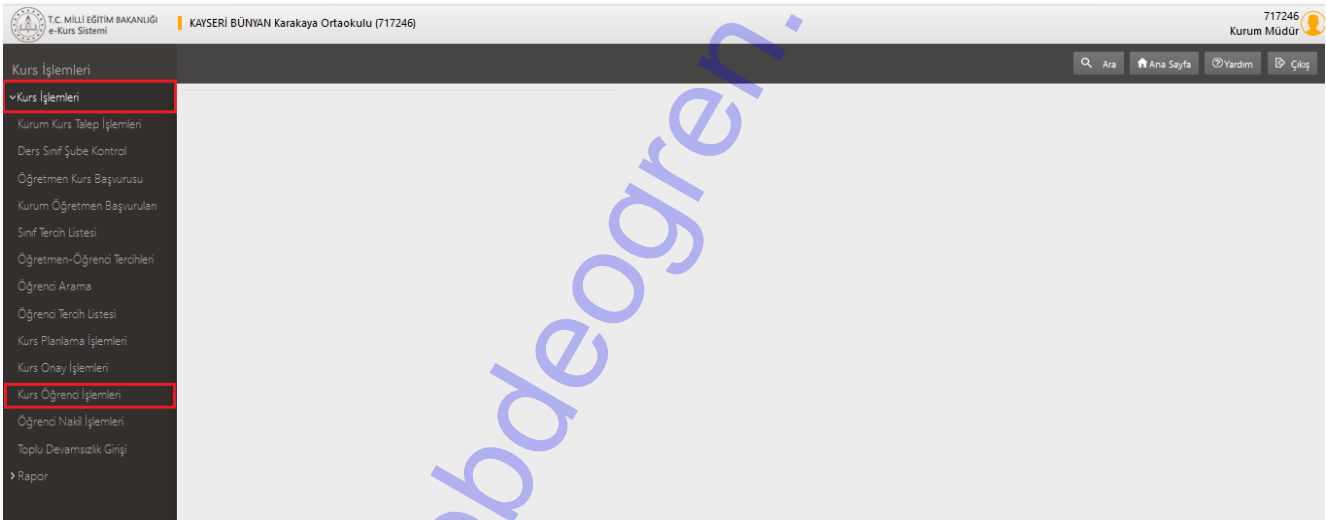 T.C. MİLLİ EĞİTİM BAKANLIĞI
e-Kurs Sistemi
KAYSERİ BÜNYAN Karakaya Ortaokulu (717246)
717246
Kurum Müdür
Kurs İşlemleri
Ara
Ana Sayfa
Yardım
Çıkış
Kurs İşlemleri
Kurum Kurs Talep İşlemleri
Ders Sınıf Şube Kontrol
Öğretmen Kurs Başvurusu
Kurum Öğretmen Başvuruları
Sınıf Tercih Listesi
Öğretmen-Öğrenci Tercihleri
Öğrenci Arama
Öğrenci Tercih Listesi
Kurs Planlama İşlemleri
Kurs Onay İşlemleri
Kurs Öğrenci İşlemleri
Öğrenci Nakil İşlemleri
Toplu Devamsızlık Girişi
Rapor
bdeogren.